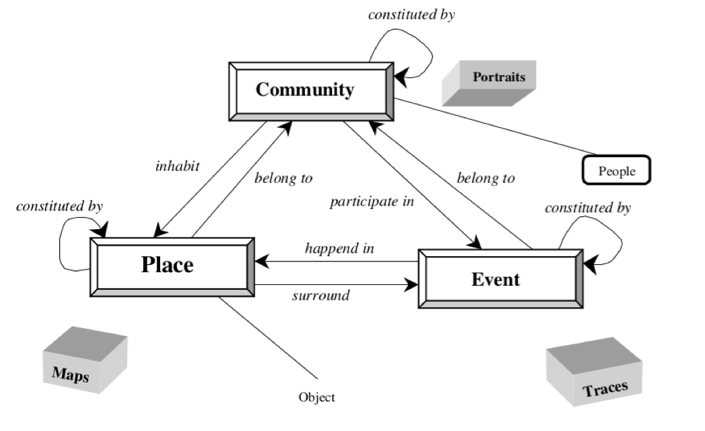 constituted by
Portraits
Community
inhabit
belong to
belong to
People
participate in
constituted by
constituted by
happend in
Place
Event
surround
Maps
Traces
Object